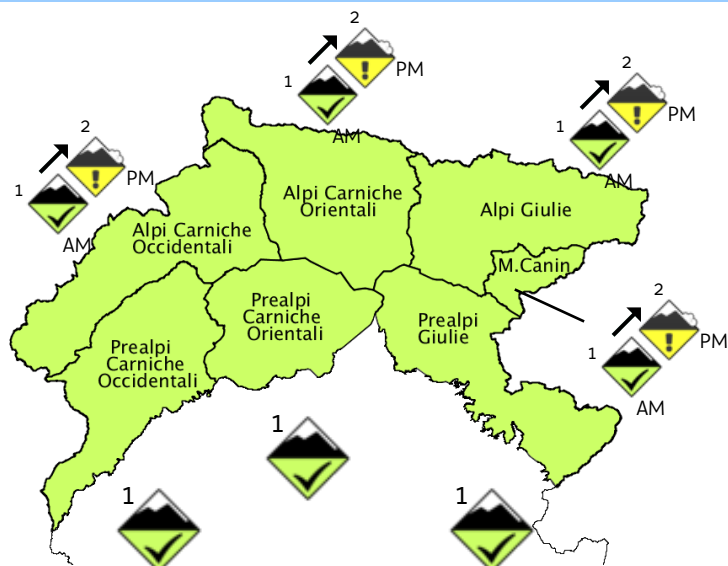 2
1
PM
AM
2
1
PM
AM
2
1
PM
AM
Alpi Carniche
Orientali
Alpi Giulie
Alpi Carniche
Occidentali
M.Canin
Prealpi
Carniche
Orientali
Prealpi
Giulie
Prealpi
Carniche
Occidentali
2
1
PM
AM
1
1
1